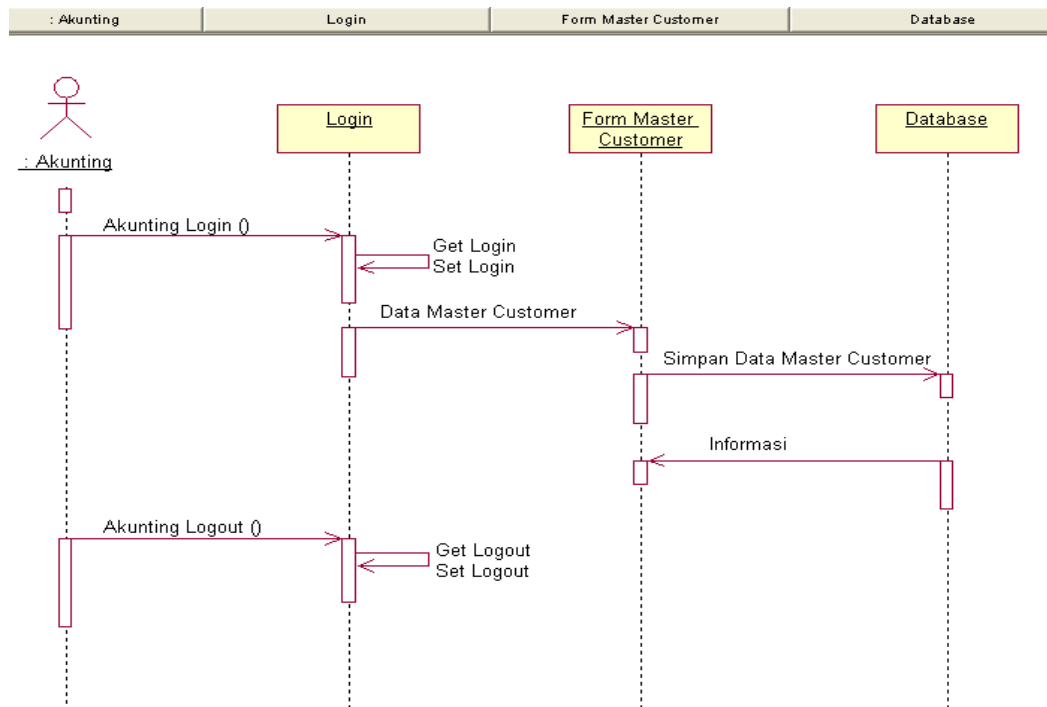 : Akunting
Login
Form Master Customer
Database
Login
Form Master
Customer
Database
: Akunting
Akunting Login ()
Get Login
Set Login
Data Master Customer
Simpan Data Master Customer
Informasi
Akunting Logout ()
Get Logout
Set Logout